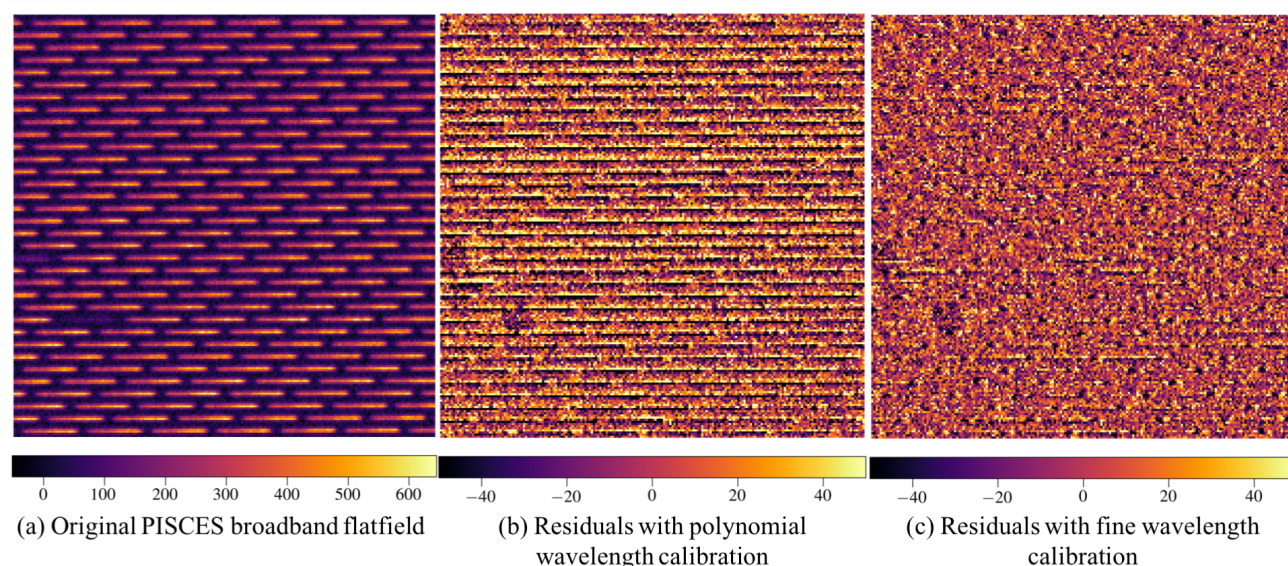 0 100 200 300 400 500 600
−40 −20 0 20 40
−40 −20 0 20 40
(a) Original PISCES broadband flatfield
(b) Residuals with polynomial
wavelength calibration
(c) Residuals with fine wavelength
calibration